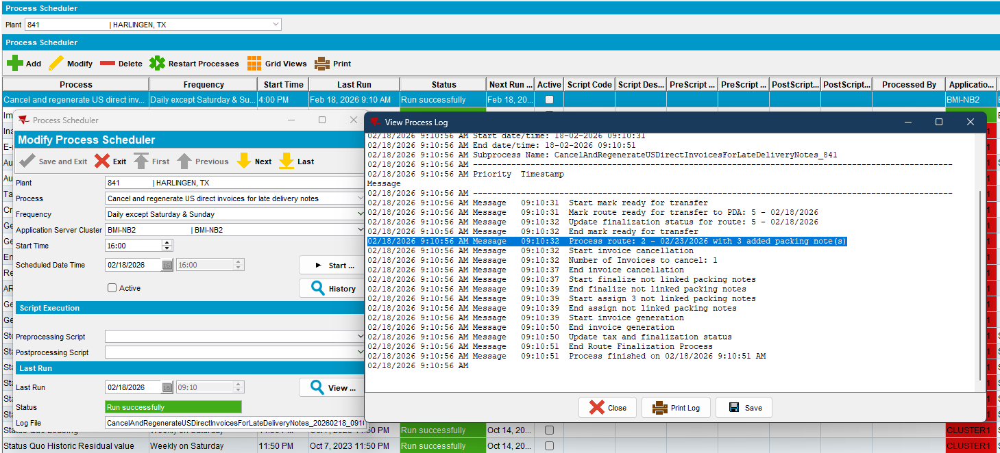 Process Scheduler
Plant 841 | HARLINGEN, TX
Process Scheduler
Add Modify Delete Restart Processes Grid Views Print
Process Frequency Start Time Last Run Status Next Run ... Active Script Code Script Des... PreScript ... PreScript ... PostScript... PostScript... Processed By Applicatio...
Cancel and regenerate US direct inv... Daily except Saturday & Su... 4:00 PM Feb 18, 2026 9:10 AM Run successfully Feb 18, 20... BMI-NB2
Process Scheduler
Modify Process Scheduler
Save and Exit Exit First Previous Next Last
Plant 841 | HARLINGEN, TX
Process Cancel and regenerate US direct invoices for late delivery notes
Frequency Daily except Saturday & Sunday
Application Server Cluster BMI-NB2 | BMI-NB2
Start Time 16:00
Scheduled Date Time 02/18/2026 16 16:00 Start ...
Active History
Script Execution
Preprocessing Script
Postprocessing Script
Last Run
Last Run 02/18/2026 16 09:10 View ...
Status Run successfully
Log File CancelAndRegenerateUSDirectInvoicesForLateDeliveryNotes_20260218_091
View Process Log
02/18/2026 9:10:56 AM Start date/time: 18-02-2026 09:10:31
02/18/2026 9:10:56 AM End date/time: 18-02-2026 09:10:51
02/18/2026 9:10:56 AM Subprocess Name: CancelAndRegenerateUSDirectInvoicesForLateDeliveryNotes_841
02/18/2026 9:10:56 AM ----------------------------------------------------------------------------------------------------
02/18/2026 9:10:56 AM Priority Timestamp
Message
02/18/2026 9:10:56 AM ----------------------------------------------------------------------------------------------------
02/18/2026 9:10:56 AM Message 09:10:31 Start mark ready for transfer
02/18/2026 9:10:56 AM Message 09:10:31 Mark route ready for transfer to PDA: 5 - 02/18/2026
02/18/2026 9:10:56 AM Message 09:10:32 Update finalization status for route: 5 - 02/18/2026
02/18/2026 9:10:56 AM Message 09:10:32 End mark ready for transfer
02/18/2026 9:10:56 AM Message 09:10:32 Process route: 2 - 02/23/2026 with 3 added packing note(s)
02/18/2026 9:10:56 AM Message 09:10:32 Start invoice cancellation
02/18/2026 9:10:56 AM Message 09:10:32 Number of Invoices to cancel: 1
02/18/2026 9:10:56 AM Message 09:10:37 End invoice cancellation
02/18/2026 9:10:56 AM Message 09:10:37 Start finalize not linked packing notes
02/18/2026 9:10:56 AM Message 09:10:39 End finalize not linked packing notes
02/18/2026 9:10:56 AM Message 09:10:39 Start assign 3 not linked packing notes
02/18/2026 9:10:56 AM Message 09:10:39 End assign not linked packing notes
02/18/2026 9:10:56 AM Message 09:10:39 Start invoice generation
02/18/2026 9:10:56 AM Message 09:10:50 End invoice generation
02/18/2026 9:10:56 AM Message 09:10:50 Update tax and finalization status
02/18/2026 9:10:56 AM Message 09:10:51 End Route Finalization Process
02/18/2026 9:10:56 AM Message 09:10:51 Process finished on 02/18/2026 9:10:51 AM
02/18/2026 9:10:56 AM
Close Print Log Save
Run successfully Oct 14, 20... CLUSTER1
Status Quo Historic Residual value Weekly on Saturday 11:50 PM Oct 7, 2023 11:50 PM Run successfully Oct 14, 20... CLUSTER1